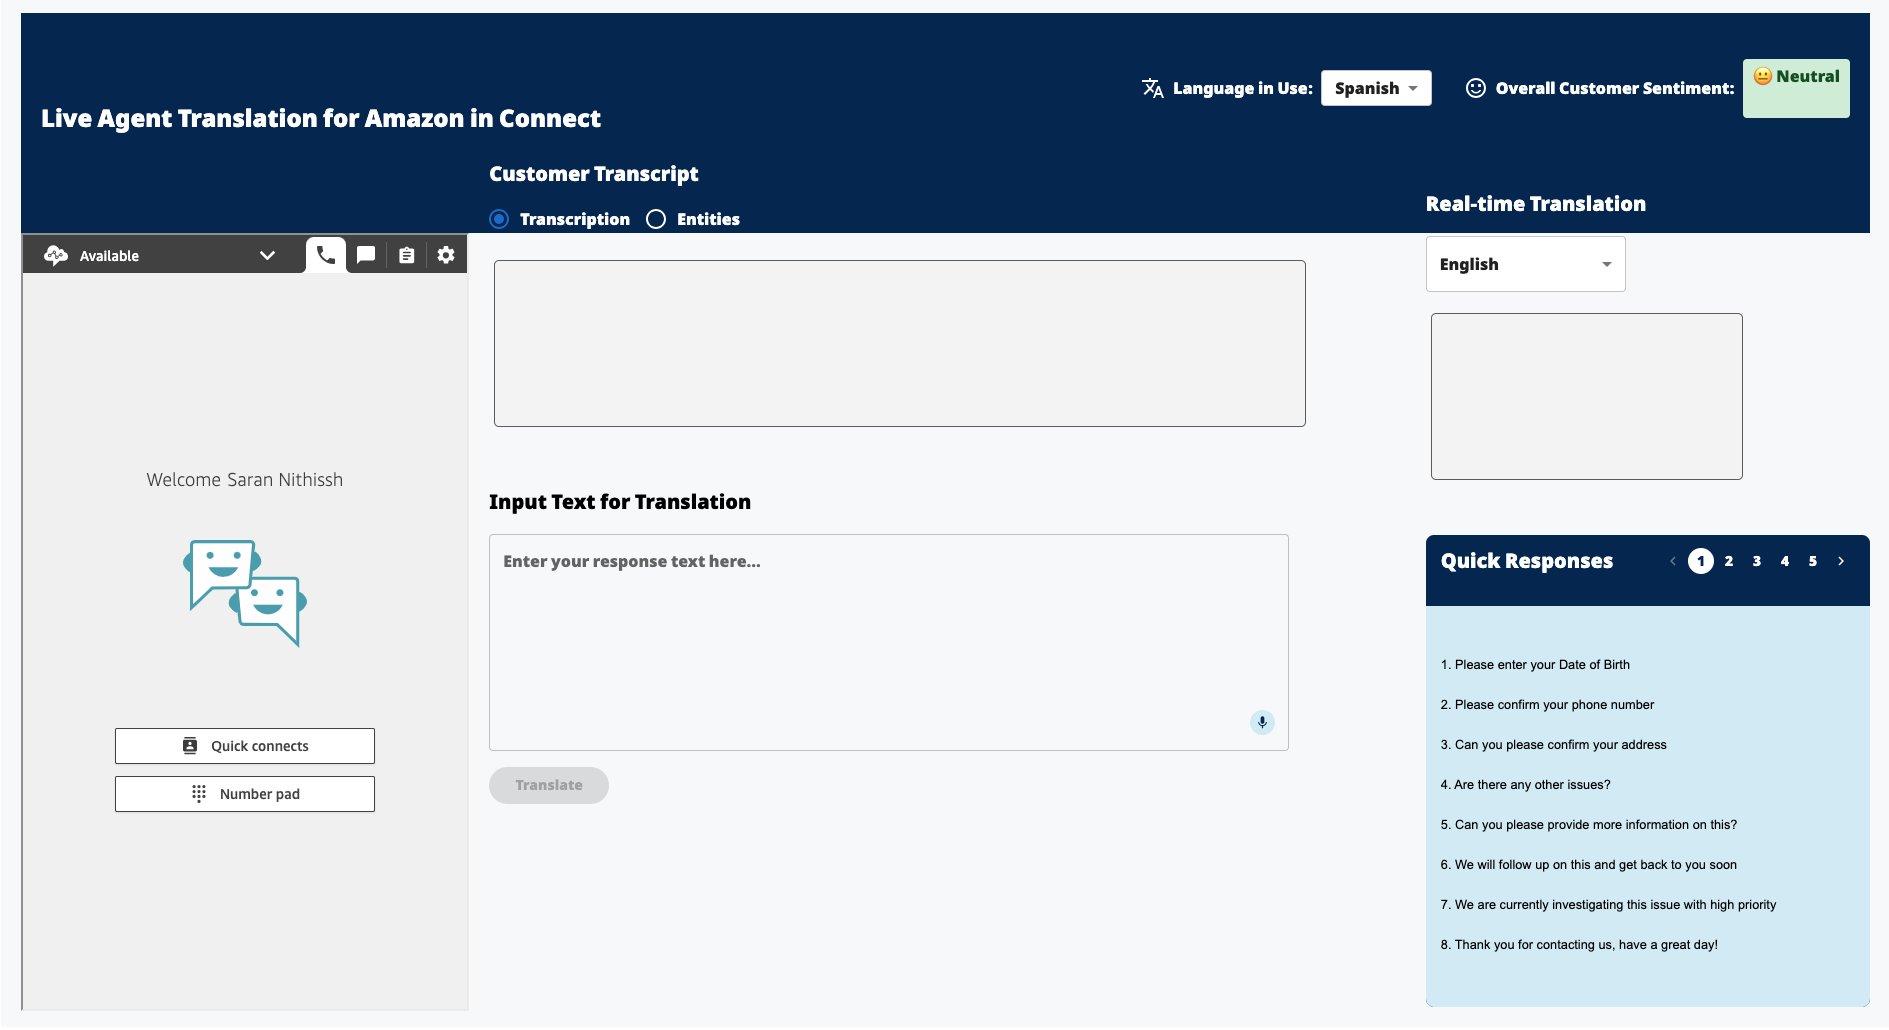 Live Agent Translation for Amazon in Connect
Language in Use:
Spanish
Overall Customer Sentiment:
Neutral
Customer Transcript
Transcription
Entities
Real-time Translation
English
Available
Welcome Saran Nithissh
Quick connects
Number pad
Input Text for Translation
Enter your response text here...
Translate
Quick Responses
1 2 3 4 5
1. Please enter your Date of Birth
2. Please confirm your phone number
3. Can you please confirm your address
4. Are there any other issues?
5. Can you please provide more information on this?
6. We will follow up on this and get back to you soon
7. We are currently investigating this issue with high priority
8. Thank you for contacting us, have a great day!